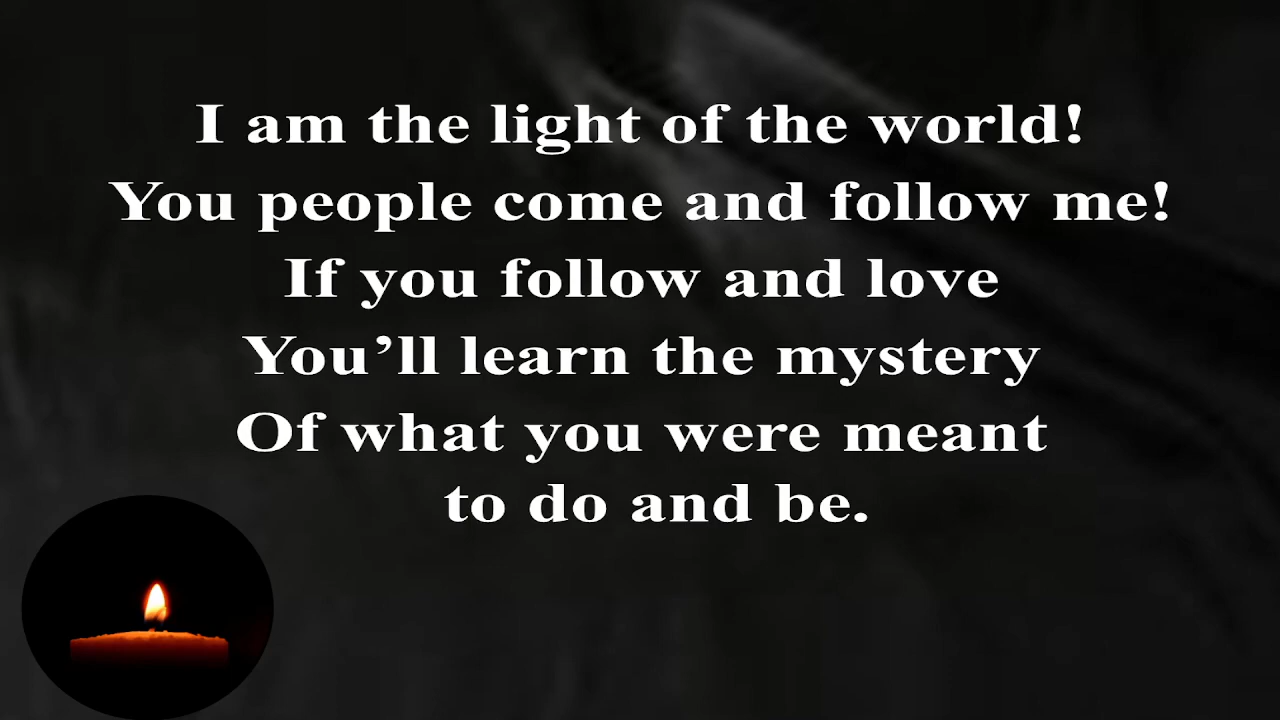 I am the light of the world!
You people come and follow me!
If you follow and love
You’ll learn the mystery
Of what you were meant
to do and be.